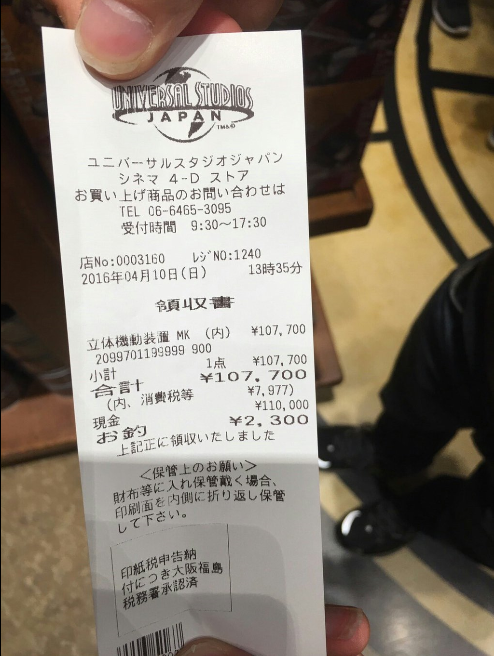 UNIVERSAL STUDIOS
JAPAN
TM&©
ユニバーサルスタジオジャパン
シネマ 4-D ストア
お買い上げ商品のお問い合わせは
TEL 06-6465-3095
受付時間 9:30～17:30
店No:0003160 ﾚｼﾞNO:1240
2016年04月10日(日) 13時35分
領収書
立体機動装置 MK (内) ¥107,700
2099701199999 900
小計 1点 ¥107,700
合計 ¥107,700
(内、消費税等 ¥7,977)
現金 ¥110,000
お釣 ¥2,300
上記正に領収いたしました
<保管上のお願い>
財布等に入れ保管戴く場合、
印刷面を内側に折り返し保管
して下さい。
印紙税申告納
付につき大阪福島
税務署承認済